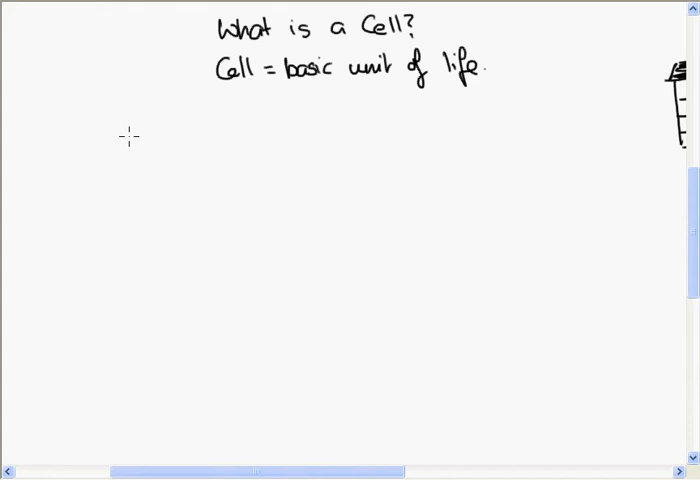 What is a Cell?
Cell = basic unit of life.